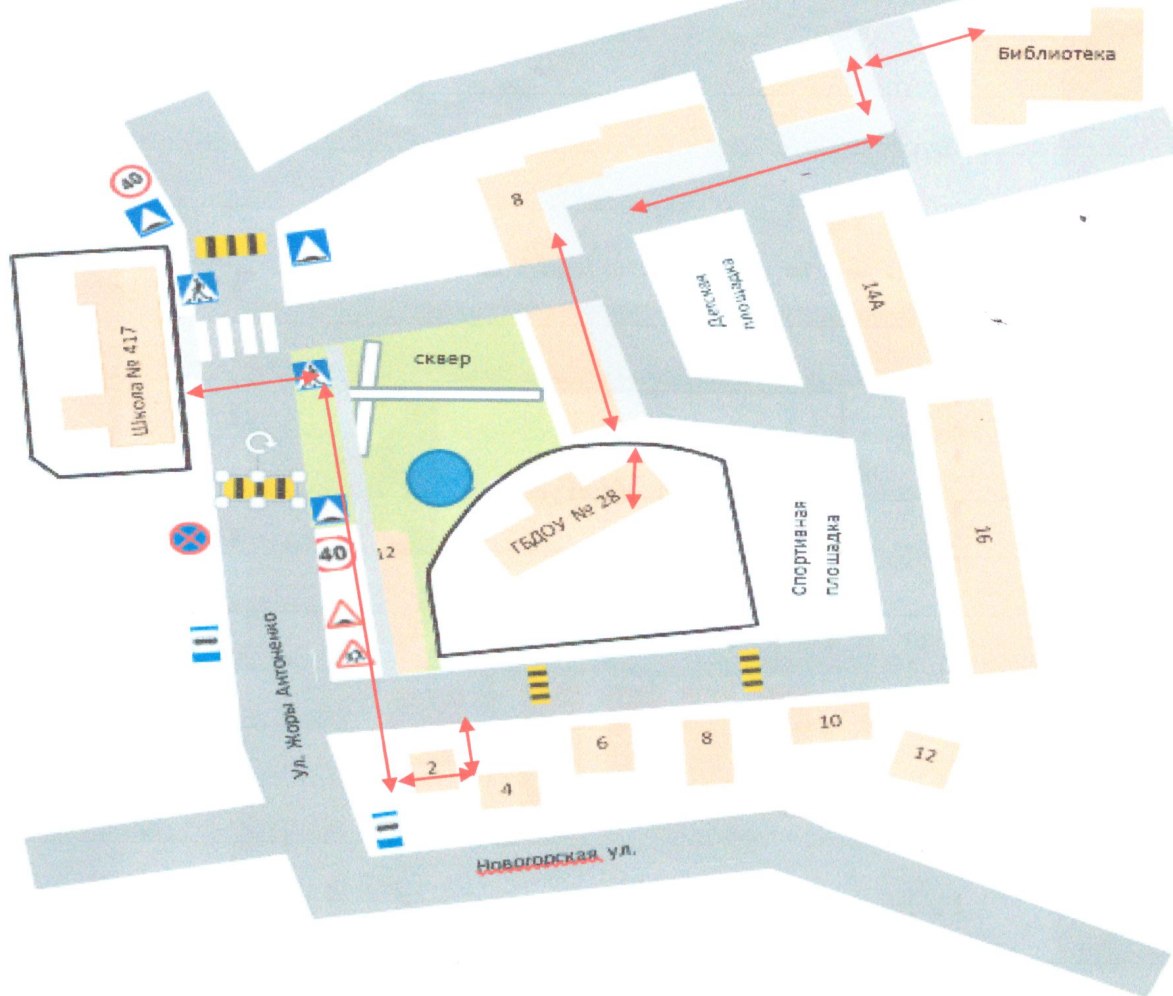 Библиотека
40
8
14А
Детская
площадка
Школа № 417
сквер
ГБДОУ № 28
16
40
12
Спортивная
площадка
Ул. Жоры Антоненко
2
4
6
8
10
12
Новогорская ул.